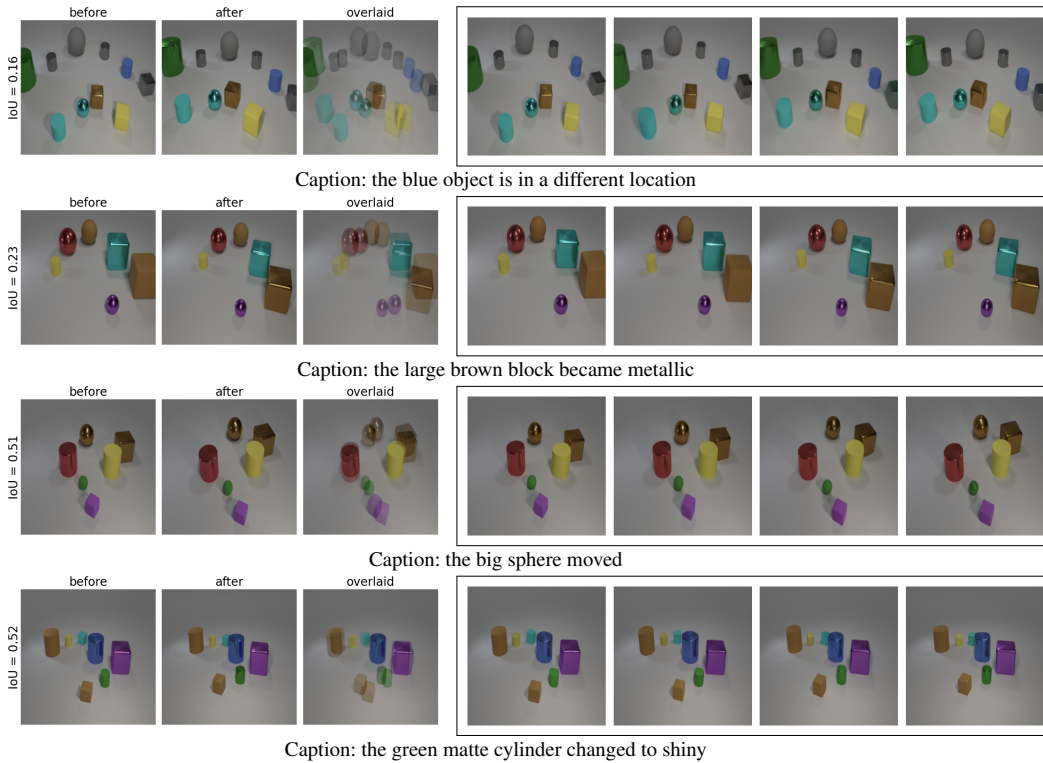 before after overlaid
IoU = 0.16
Caption: the blue object is in a different location
before after overlaid
IoU = 0.23
Caption: the large brown block became metallic
before after overlaid
IoU = 0.51
Caption: the big sphere moved
before after overlaid
IoU = 0.52
Caption: the green matte cylinder changed to shiny